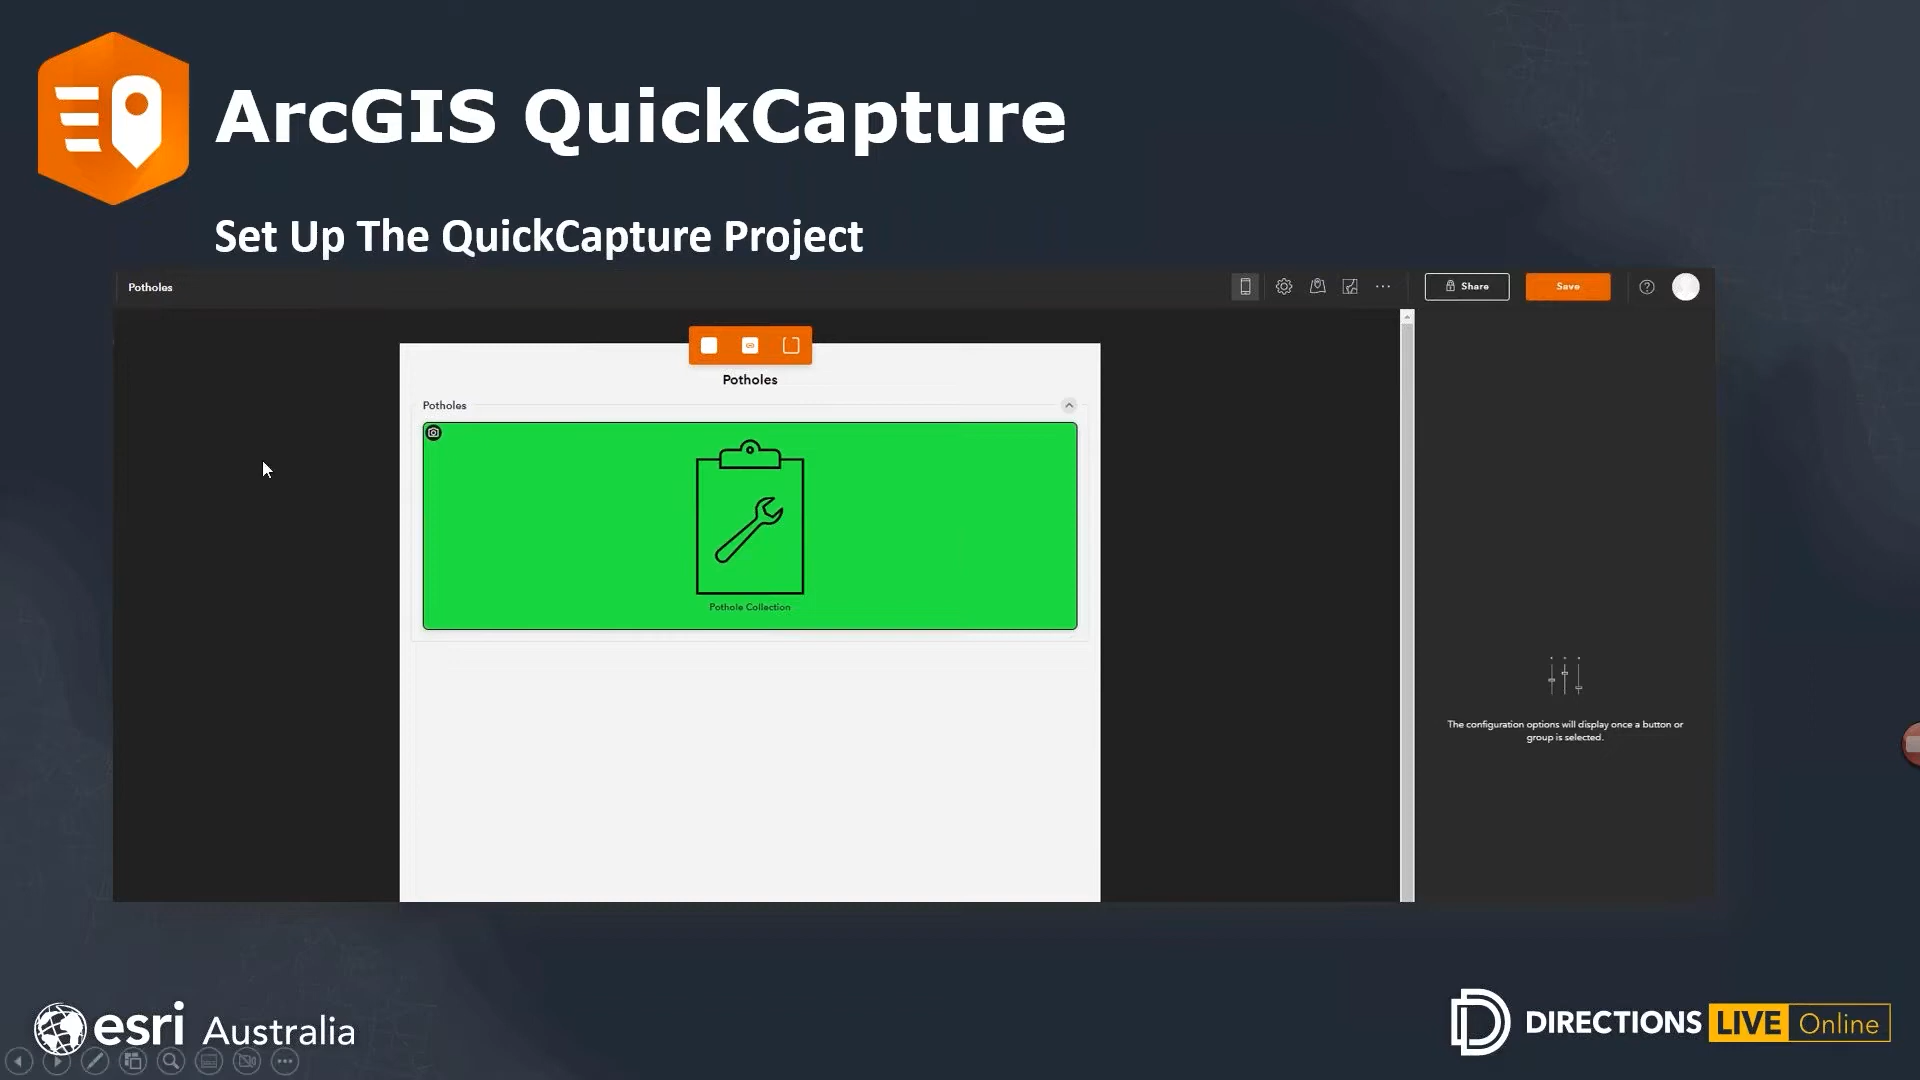 ArcGIS QuickCapture
Set Up The QuickCapture Project
Potholes
Share
Save
Potholes
Potholes
Pothole Collection
The configuration options will display once a button or
group is selected.
esri Australia
DIRECTIONS LIVE Online